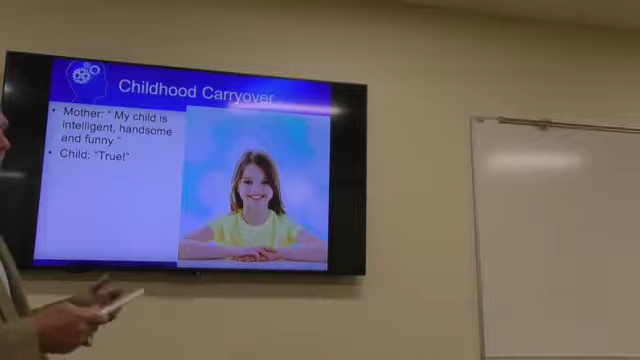 Childhood Carryover
• Mother: " My child is
intelligent, handsome
and funny."
• Child: "True!"